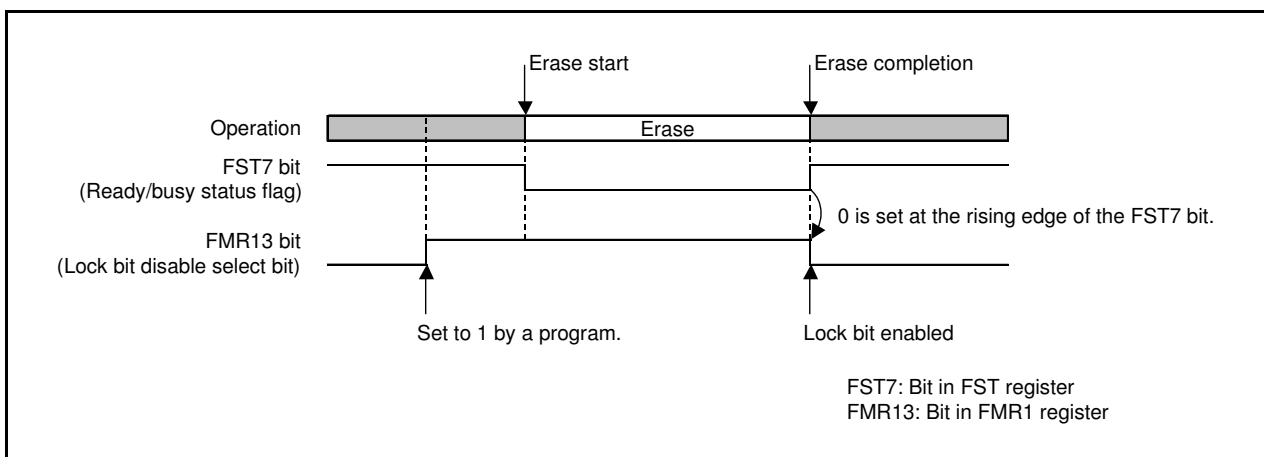 Erase start
Erase completion
Operation
Erase
FST7 bit
(Ready/busy status flag)
0 is set at the rising edge of the FST7 bit.
FMR13 bit
(Lock bit disable select bit)
Set to 1 by a program.
Lock bit enabled
FST7: Bit in FST register
FMR13: Bit in FMR1 register